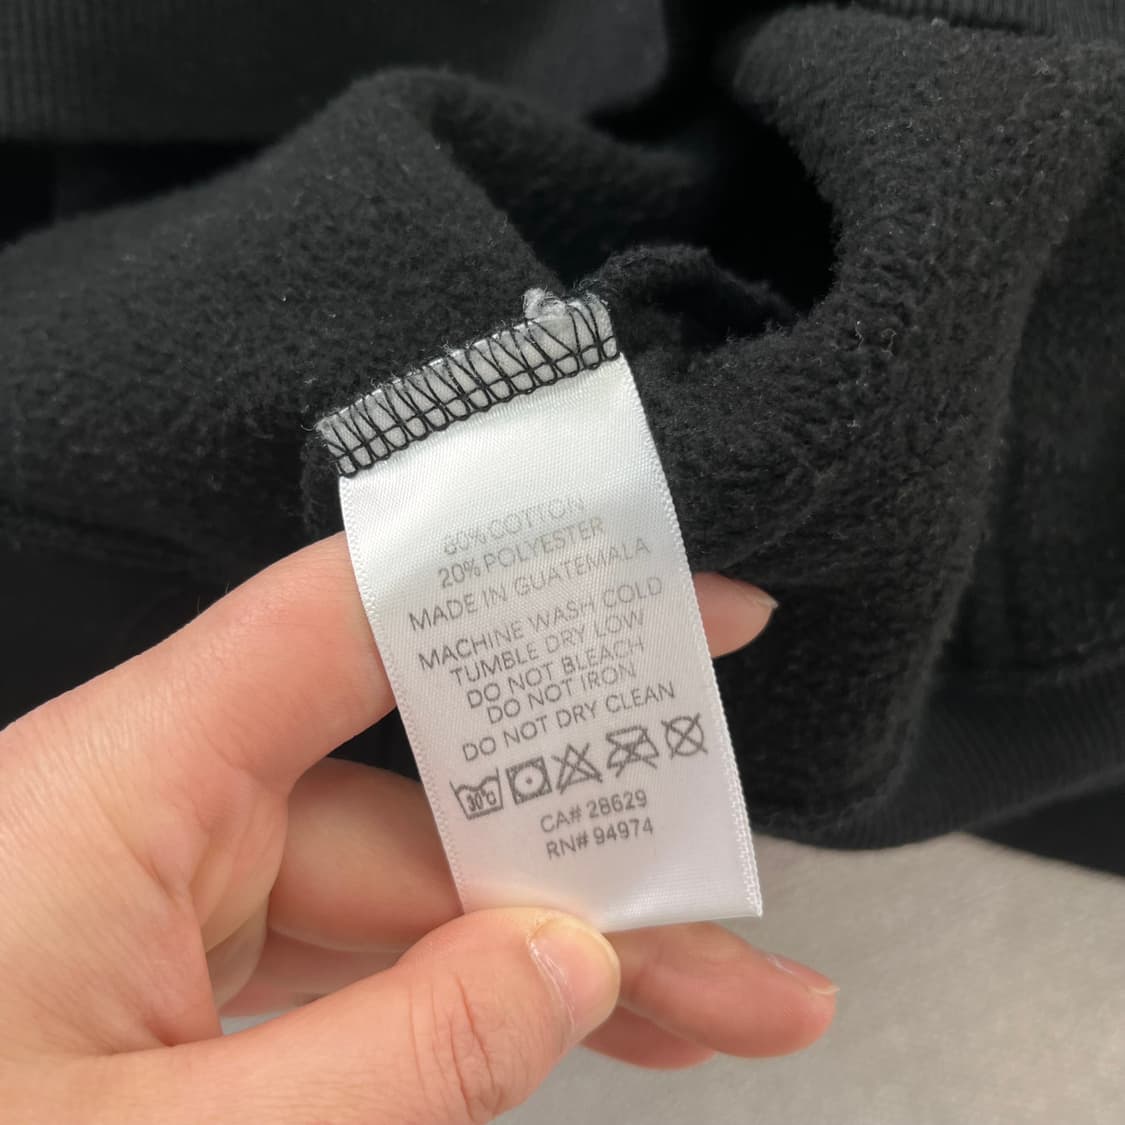 80% COTTON
20% POLYESTER
MADE IN GUATEMALA
MACHINE WASH COLD
TUMBLE DRY LOW
DO NOT BLEACH
DO NOT IRON
DO NOT DRY CLEAN
30°C
CA# 28629
RN# 94974